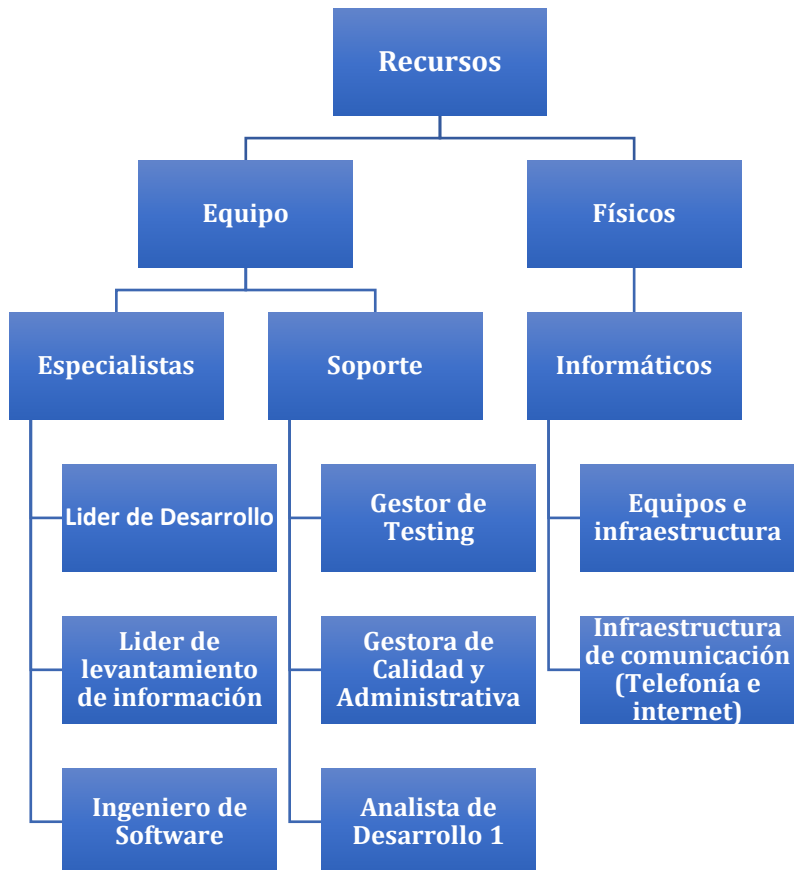 Recursos
Equipo
Físicos
Especialistas
Soporte
Informáticos
Lider de Desarrollo
Gestor de
Testing
Equipos e
infraestructura
Lider de
levantamiento
de información
Gestora de
Calidad y
Administrativa
Infraestructura
de comunicación
(Telefonía e
internet)
Ingeniero de
Software
Analista de
Desarrollo 1